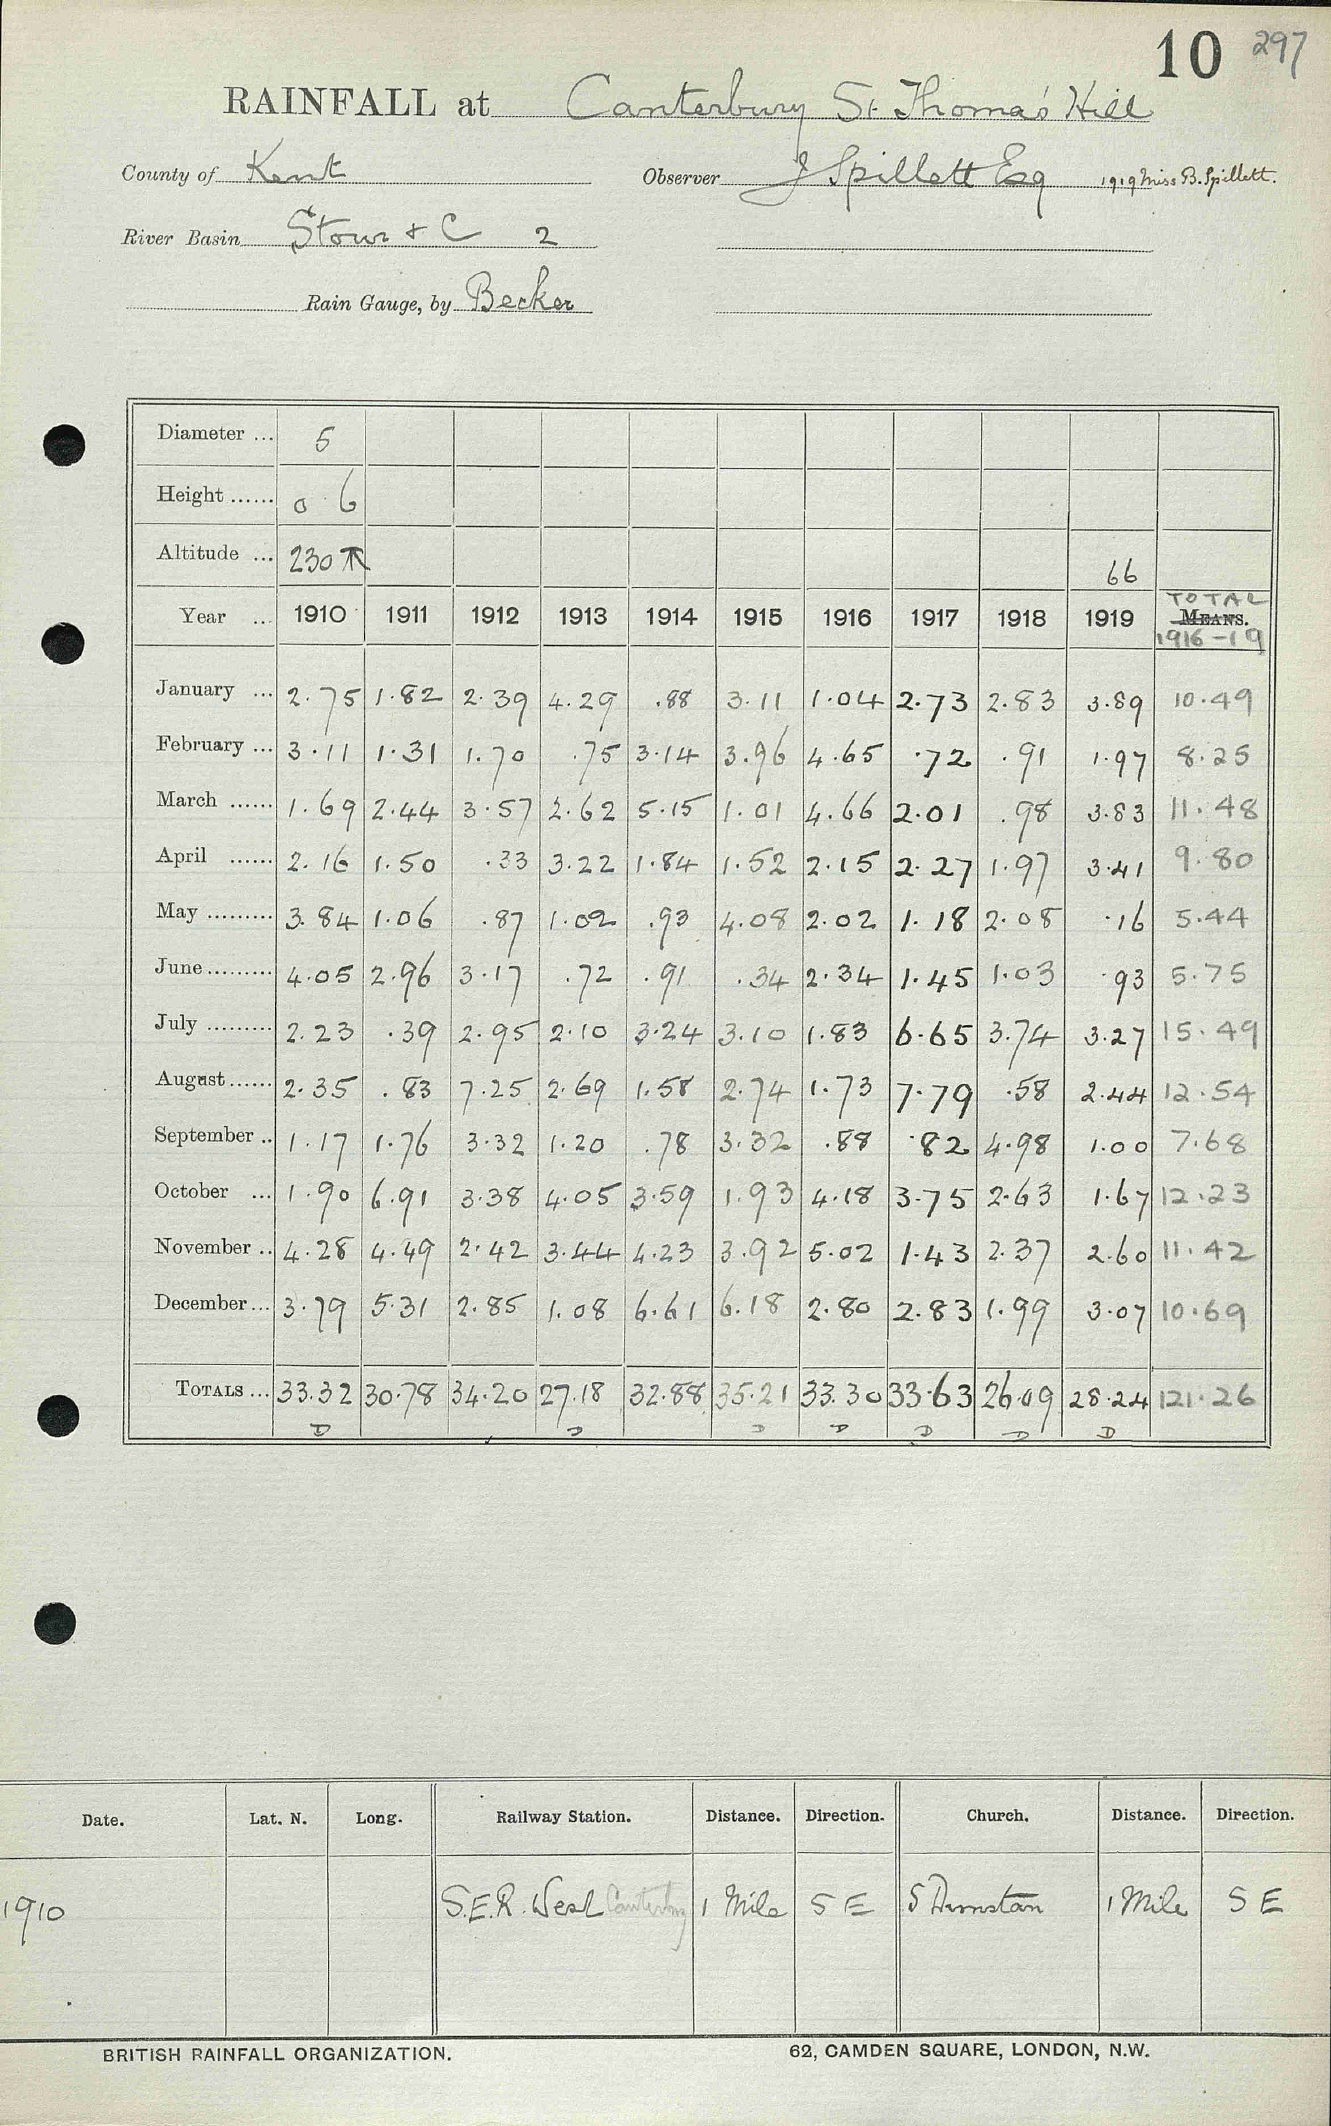 10 297
RAINFALL at Canterbury St Thomas's Hill
County of Kent Observer J Spillett Esq 1919 Miss B. Spillett.
River Basin Stour & C 2
Rain Gauge, by Becker
Diameter ... 5
Height ...... 0 6
Altitude ... 230 ↑ 66
Year ... 1910 1911 1912 1913 1914 1915 1916 1917 1918 1919 TOTAL MEANS. 1916-19
January ... 2.75 1.82 2.39 4.29 .88 3.11 1.04 2.73 2.83 3.89 10.49
February ... 3.11 1.31 1.70 .75 3.14 3.96 4.65 .72 .91 1.97 8.25
March ...... 1.69 2.44 3.57 2.62 5.15 1.01 4.66 2.01 .98 3.83 11.48
April ...... 2.16 1.50 .33 3.22 1.84 1.52 2.15 2.27 1.97 3.41 9.80
May ......... 3.84 1.06 .87 1.02 .93 4.08 2.02 1.18 2.08 .16 5.44
June ......... 4.05 2.96 3.17 .72 .91 .34 2.34 1.45 1.03 .93 5.75
July ......... 2.23 .39 2.95 2.10 3.24 3.10 1.83 6.65 3.74 3.27 15.49
August ...... 2.35 .83 7.25 2.69 1.58 2.74 1.73 7.79 .58 2.44 12.54
September .. 1.17 1.76 3.32 1.20 .78 3.32 .88 .82 4.98 1.00 7.68
October ... 1.90 6.91 3.38 4.05 3.59 1.93 4.18 3.75 2.63 1.67 12.23
November .. 4.28 4.49 2.42 3.44 4.23 3.92 5.02 1.43 2.37 2.60 11.42
December ... 3.79 5.31 2.85 1.08 6.61 6.18 2.80 2.83 1.99 3.07 10.69
TOTALS ... 33.32 30.78 34.20 27.18 32.88 35.21 33.30 33.63 26.09 28.24 121.26
D D D D D D D
Date. Lat. N. Long. Railway Station. Distance. Direction. Church. Distance. Direction.
1910 S.E.R. West Canterbury 1 Mile S E S Dunstan 1 Mile S E
BRITISH RAINFALL ORGANIZATION. 62, CAMDEN SQUARE, LONDON, N.W.